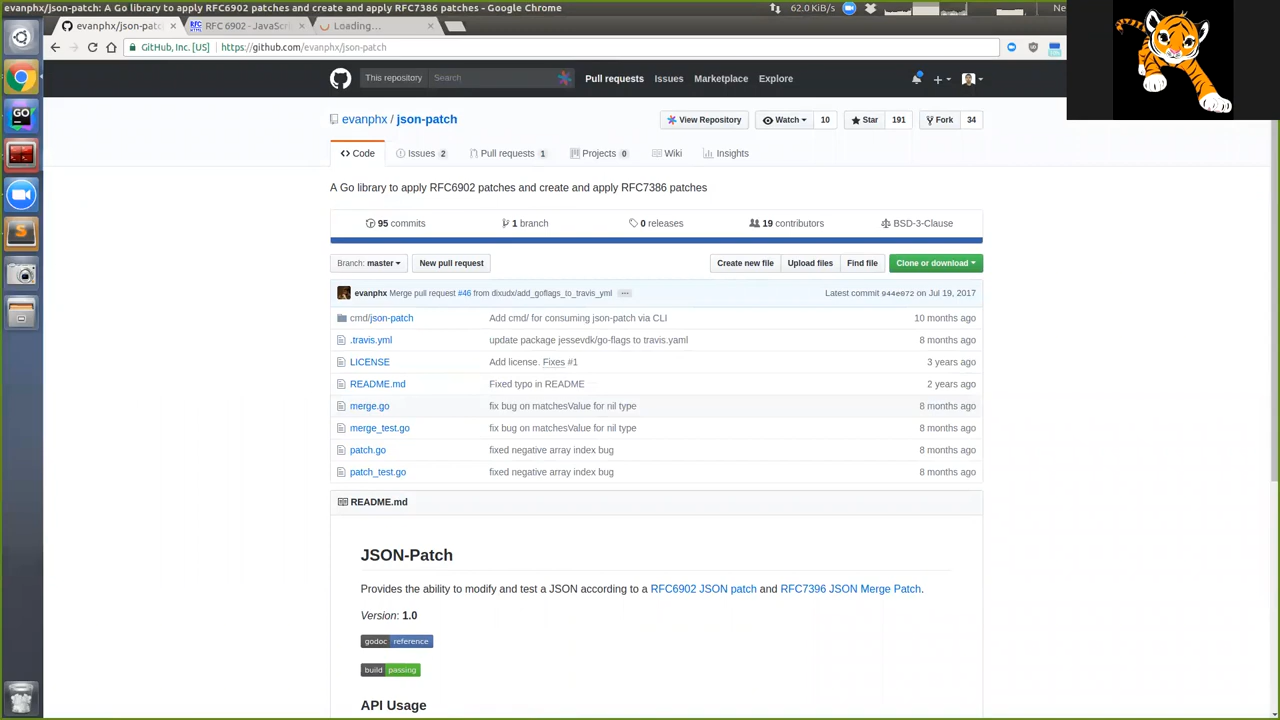 evanphx/json-patch: A Go library to apply RFC6902 patches and create and apply RFC7386 patches - Google Chrome
62.0 KiB/s
Ne
evanphx/json-patc
RFC 6902 - JavaScri
Loading...
GitHub, Inc. [US] https://github.com/evanphx/json-patch
This repository Search Pull requests Issues Marketplace Explore
evanphx / json-patch
View Repository Watch 10 Star 191 Fork 34
Code Issues 2 Pull requests 1 Projects 0 Wiki Insights
A Go library to apply RFC6902 patches and create and apply RFC7386 patches
95 commits 1 branch 0 releases 19 contributors BSD-3-Clause
Branch: master New pull request Create new file Upload files Find file Clone or download
evanphx Merge pull request #46 from dixudx/add_goflags_to_travis_yml ... Latest commit 944e072 on Jul 19, 2017
cmd/json-patch Add cmd/ for consuming json-patch via CLI 10 months ago
.travis.yml update package jessevdk/go-flags to travis.yaml 8 months ago
LICENSE Add license. Fixes #1 3 years ago
README.md Fixed typo in README 2 years ago
merge.go fix bug on matchesValue for nil type 8 months ago
merge_test.go fix bug on matchesValue for nil type 8 months ago
patch.go fixed negative array index bug 8 months ago
patch_test.go fixed negative array index bug 8 months ago
README.md
JSON-Patch
Provides the ability to modify and test a JSON according to a RFC6902 JSON patch and RFC7396 JSON Merge Patch.
Version: 1.0
godoc reference
build passing
API Usage